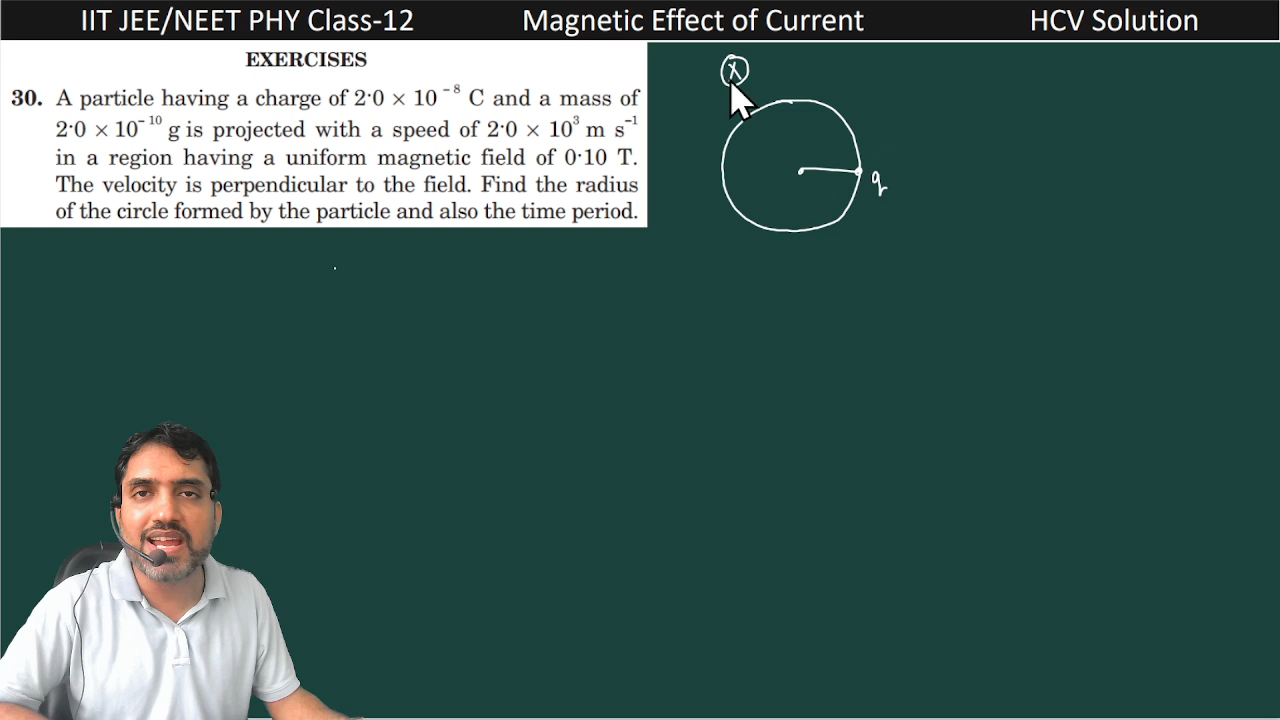 IIT JEE/NEET PHY Class-12 Magnetic Effect of Current HCV Solution
EXERCISES
30. A particle having a charge of 2·0 × 10⁻⁸ C and a mass of
2·0 × 10⁻¹⁰ g is projected with a speed of 2·0 × 10³ m s⁻¹
in a region having a uniform magnetic field of 0·10 T.
The velocity is perpendicular to the field. Find the radius
of the circle formed by the particle and also the time period.
x
q